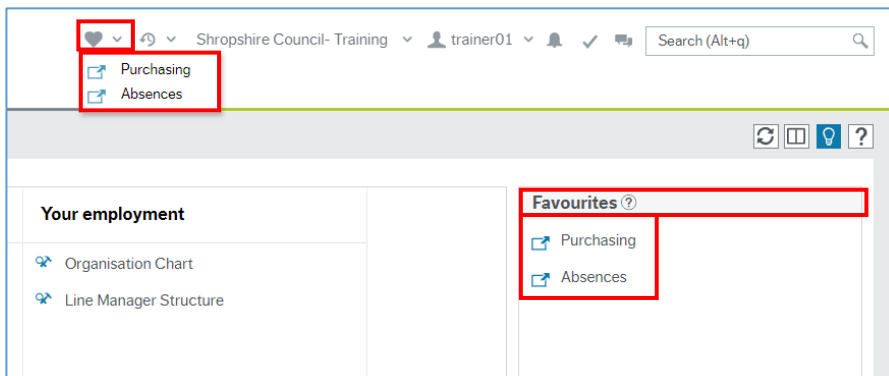 Shropshire Council- Training trainer01 Search (Alt+q)
Purchasing
Absences
?
Your employment
Organisation Chart
Line Manager Structure
Favourites ?
Purchasing
Absences